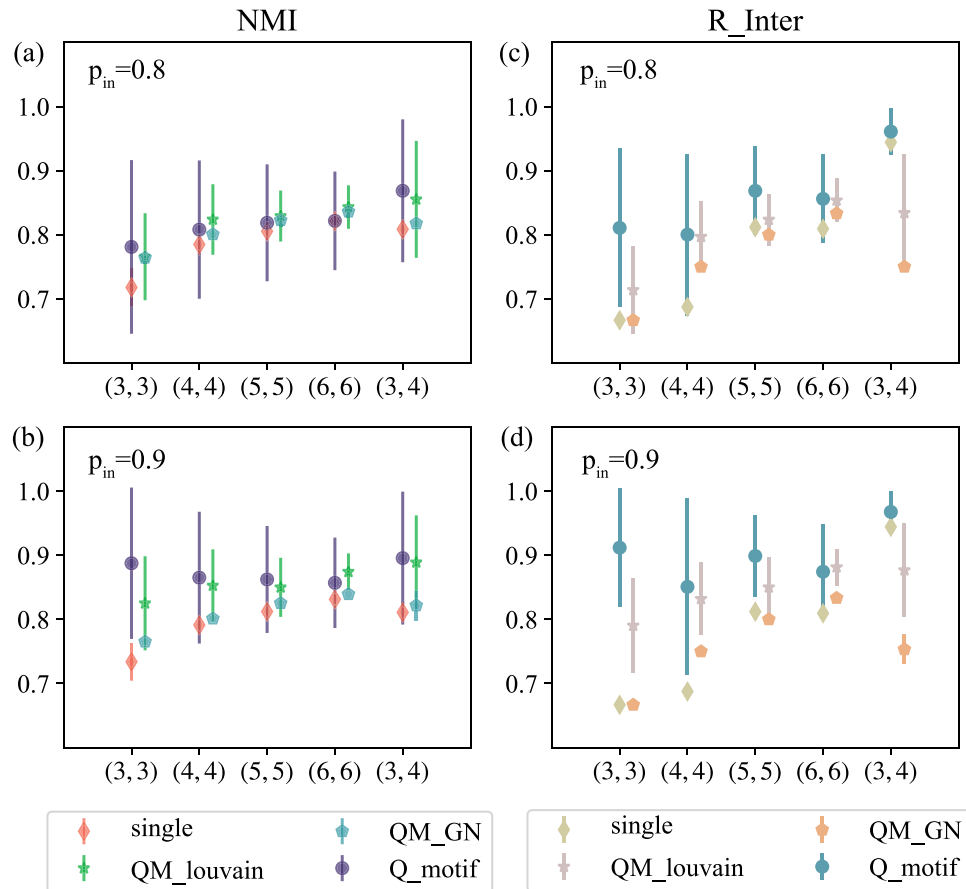 NMI
R_Inter
(a)
p_in=0.8
1.0
0.9
0.8
0.7
(3, 3)
(4, 4)
(5, 5)
(6, 6)
(3, 4)
(c)
p_in=0.8
1.0
0.9
0.8
0.7
(3, 3)
(4, 4)
(5, 5)
(6, 6)
(3, 4)
(b)
p_in=0.9
1.0
0.9
0.8
0.7
(3, 3)
(4, 4)
(5, 5)
(6, 6)
(3, 4)
(d)
p_in=0.9
1.0
0.9
0.8
0.7
(3, 3)
(4, 4)
(5, 5)
(6, 6)
(3, 4)
single
QM_GN
QM_louvain
Q_motif
single
QM_GN
QM_louvain
Q_motif